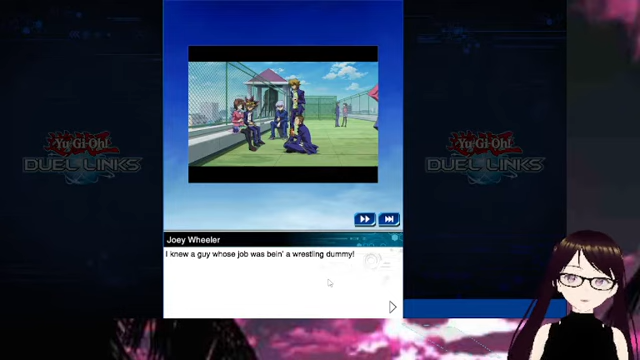 Yu-Gi-Oh!
DUEL LINKS
Yu-Gi-Oh!
DUEL LINKS
Joey Wheeler
I knew a guy whose job was bein' a wrestling dummy!